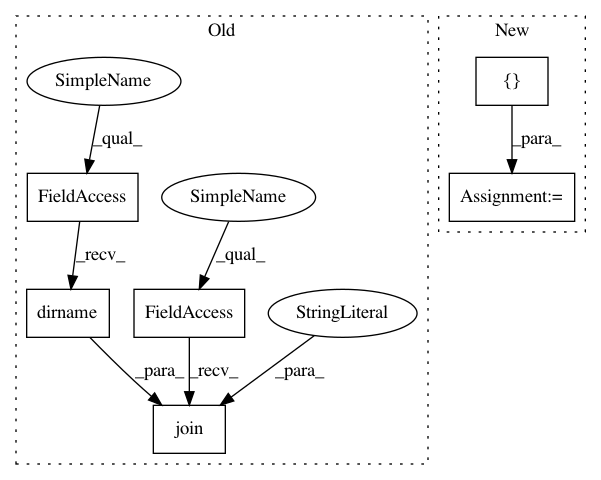 Old
New
SimpleName
{}
_qual_
_para_
FieldAccess
SimpleName
Assignment:=
_recv_
_qual_
dirname
FieldAccess
StringLiteral
_para_
_recv_
_para_
join